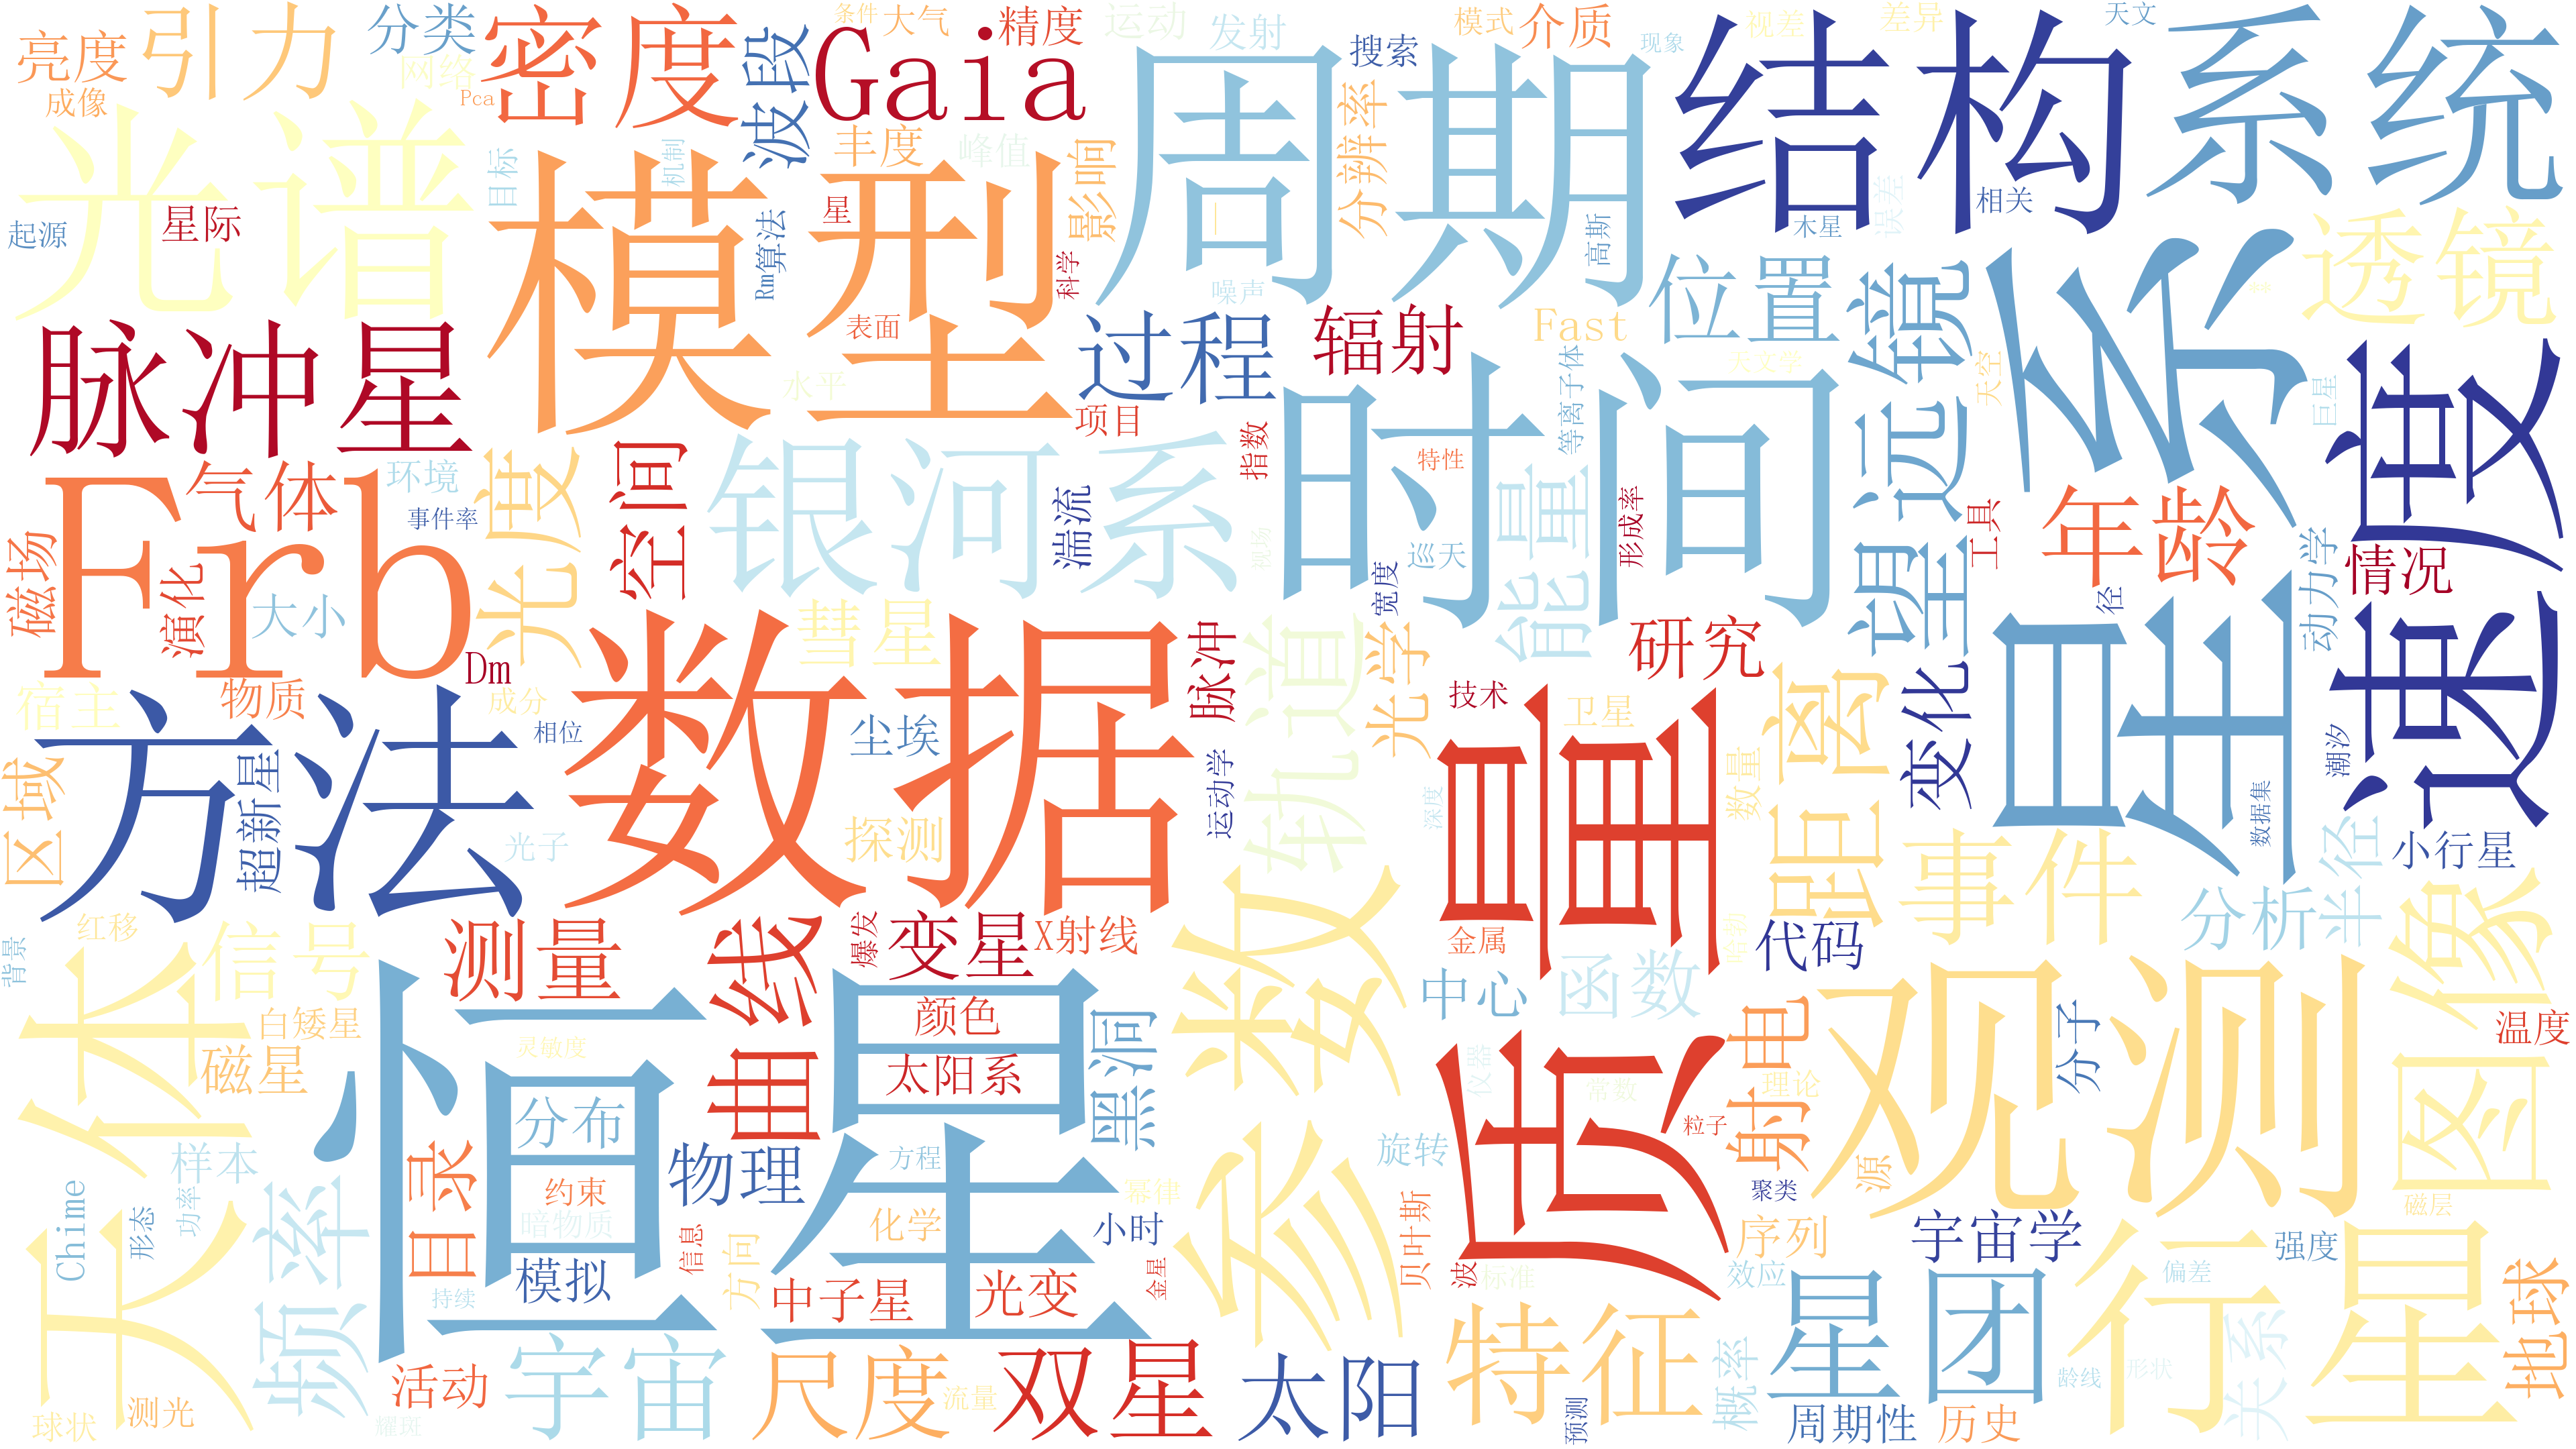 亮度
引力
分类
密度
条件
大气
精度
运动
发射
模式
介质
视差
差异
天文
结构
系统
成像
网络
Pca
波段
Gaia
周期
搜索
现象
光谱
目标
机制
丰度
峰值
影响
分辨率
误差
相关
木星
透镜
起源
星际
模型
Rm算法
星
科学
一
噪声
高斯
位置
望远镜
星系
**
脉冲星
表面
过程
辐射
Fast
天文学
天空
巨星
速度
水平
项目
等离子体
时间
Frb
气体
环境
光度
空间
银河系
湍流
指数
特性
能量
形成率
工具
年龄
情况
动力学
磁场
演化
大小
事件率
彗星
视场
巡天
宽度
径
宿主
物质
Dm
成分
相位
数据
尘埃
脉冲
轨道
光学
研究
技术
卫星
距离
变化
潮汐
区域
方法
超新星
光子
探测
运动学
深度
质量
数量
事件
数据集
半径
小行星
红移
背景
信号
测量
曲线
爆发
变星
X射线
参数
金属
函数
代码
分析
图像
天体
白矮星
磁星
灵敏度
恒星
颜色
太阳系
黑洞
中心
仪器
常数
射电
理论
观测
分子
温度
样本
频率
目录
分布
约束
暗物质
物理
方程
幂律
旋转
粒子
聚类
源
磁层
Chime
形态
功率
持续
模拟
信息
方向
化学
小时
贝叶斯
波
标准
序列
效应
宇宙学
强度
偏差
行星
地球
中子星
光变
金星
球状
测光
耀斑
活动
宇宙
尺度
流量
双星
太阳
特征
预测
概率
星团
周期性
历史
龄线
形状
关系